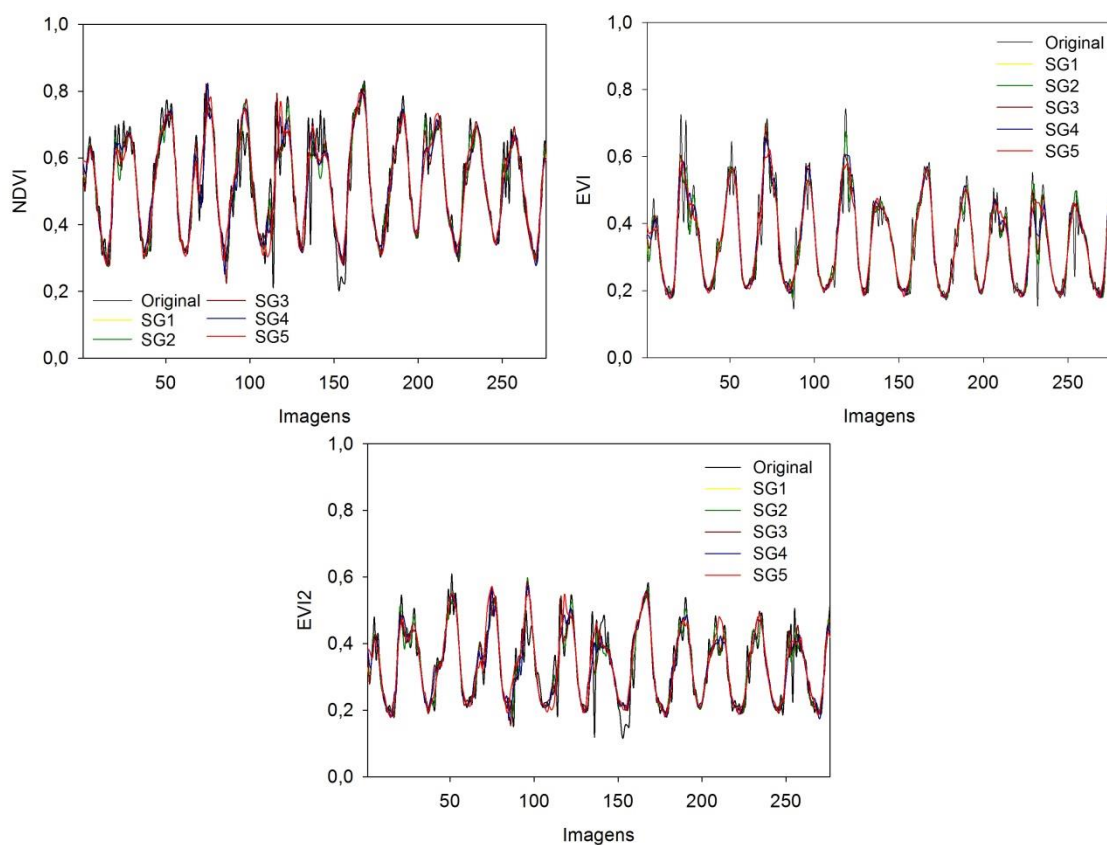 NDVI
1,0
0,8
0,6
0,4
0,2
0,0
Original
SG1
SG2
SG3
SG4
SG5
50
100
150
200
250
Imagens
EVI
1,0
0,8
0,6
0,4
0,2
0,0
Original
SG1
SG2
SG3
SG4
SG5
50
100
150
200
250
Imagens
EVI2
1,0
0,8
0,6
0,4
0,2
0,0
Original
SG1
SG2
SG3
SG4
SG5
50
100
150
200
250
Imagens